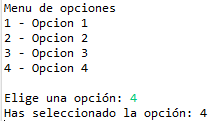 Menu de opciones
1 - Opcion 1
2 - Opcion 2
3 - Opcion 3
4 - Opcion 4
Elige una opción: 4
Has seleccionado la opción: 4